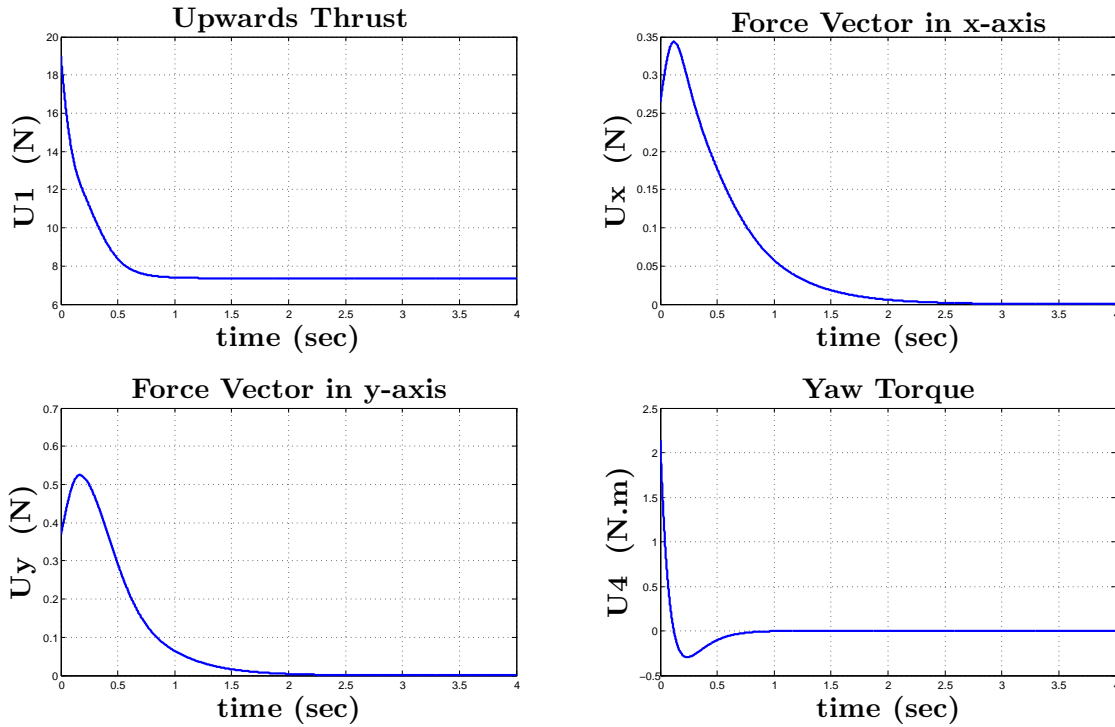 Upwards Thrust
U1 (N)
20
18
16
14
12
10
8
6
0 0.5 1 1.5 2 2.5 3 3.5 4
time (sec)
Force Vector in x-axis
Ux (N)
0.35
0.3
0.25
0.2
0.15
0.1
0.05
0
0 0.5 1 1.5 2 2.5 3 3.5 4
time (sec)
Force Vector in y-axis
Uy (N)
0.7
0.6
0.5
0.4
0.3
0.2
0.1
0
0 0.5 1 1.5 2 2.5 3 3.5 4
time (sec)
Yaw Torque
U4 (N.m)
2.5
2
1.5
1
0.5
0
−0.5
0 0.5 1 1.5 2 2.5 3 3.5 4
time (sec)